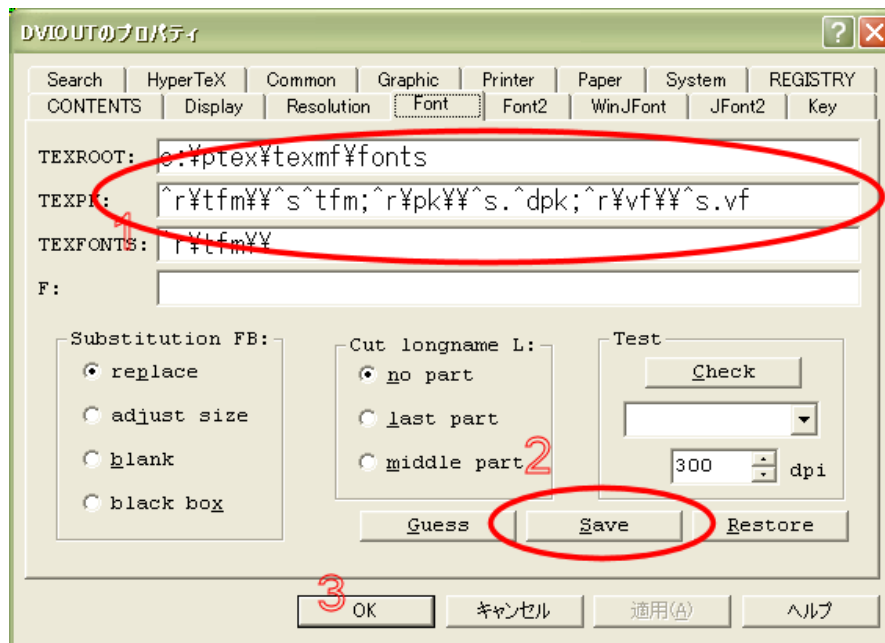 DVIOUTのプロパティ
Search HyperTeX Common Graphic Printer Paper System REGISTRY
CONTENTS Display Resolution Font Font2 WinJFont JFont2 Key
TEXROOT: c:¥ptex¥texmf¥fonts
TEXPK: ^r¥tfm¥¥^s^tfm;^r¥pk¥¥^s.^dpk;^r¥vf¥¥^s.vf
1
TEXFONTS: ^r¥tfm¥¥
F:
Substitution FB: Cut longname L: Test
replace no part Check
adjust size last part
blank middle part 2 300 dpi
black box
Guess Save Restore
3
OK キャンセル 適用(A) ヘルプ